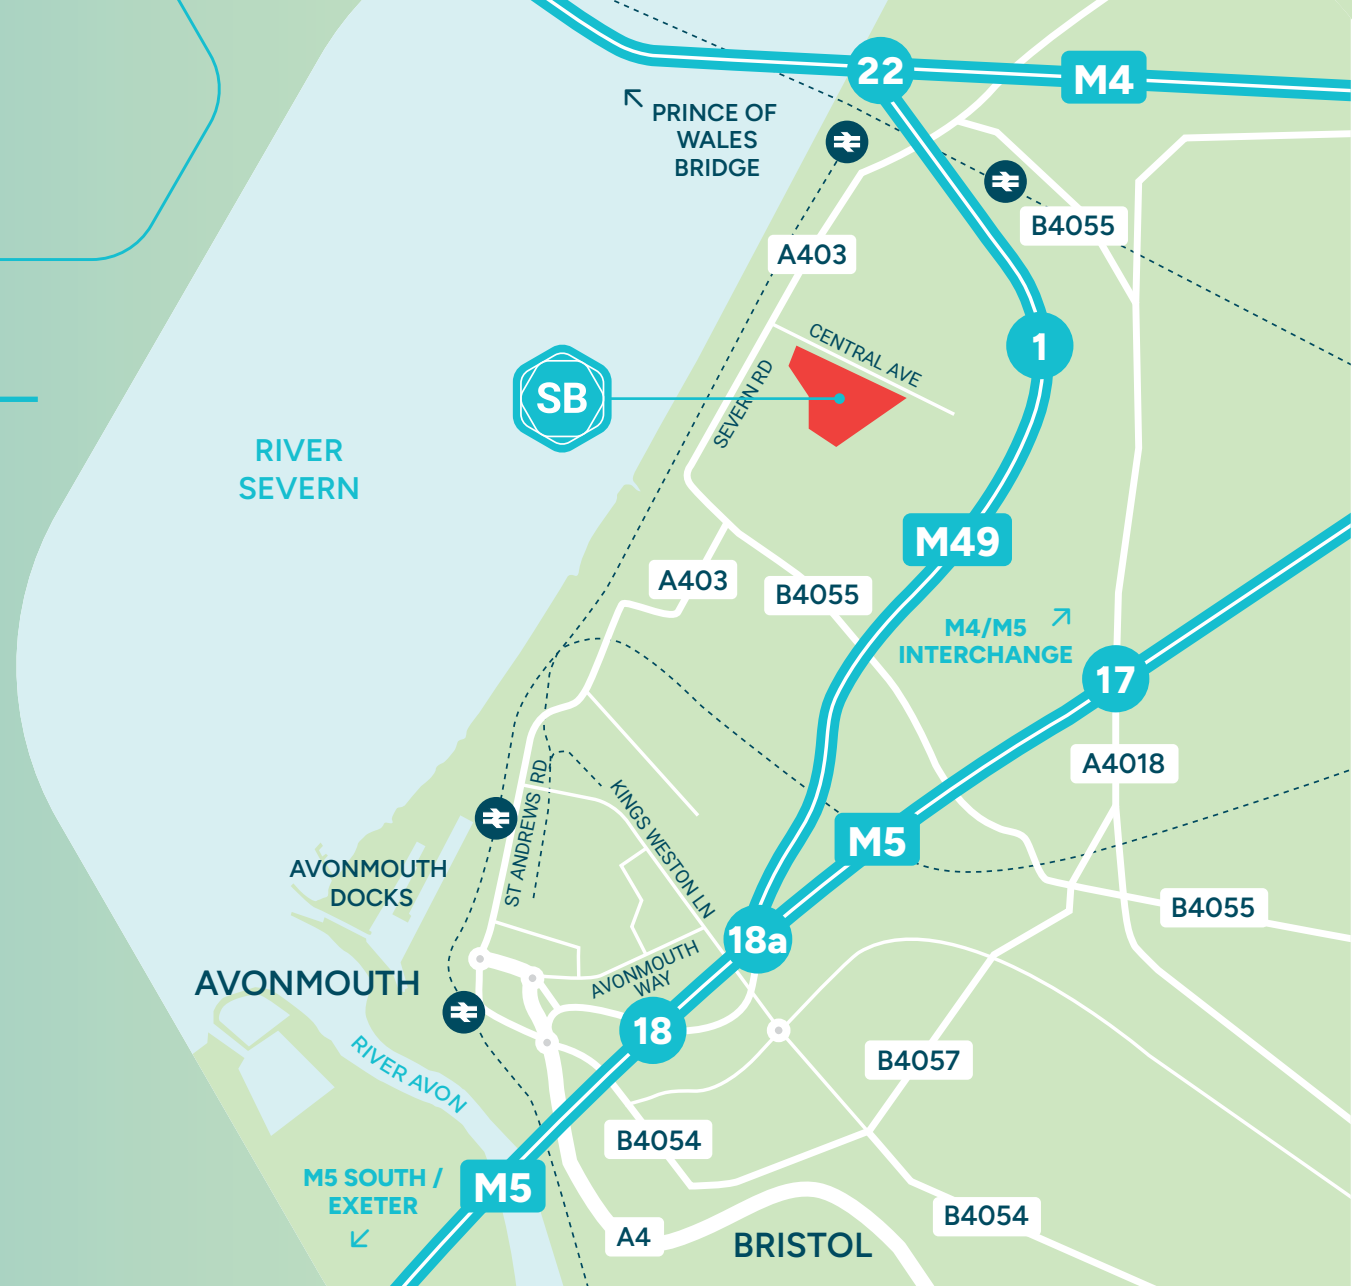 22
M4
PRINCE OF
WALES
BRIDGE
B4055
A403
1
CENTRAL AVE
SEVERN RD
SB
RIVER
SEVERN
M49
A403
B4055
M4/M5
INTERCHANGE
17
A4018
ST ANDREWS RD
KINGS WESTON LN
M5
AVONMOUTH
DOCKS
B4055
18a
AVONMOUTH
WAY
AVONMOUTH
18
RIVER AVON
B4057
B4054
M5 SOUTH /
EXETER
M5
B4054
A4
BRISTOL